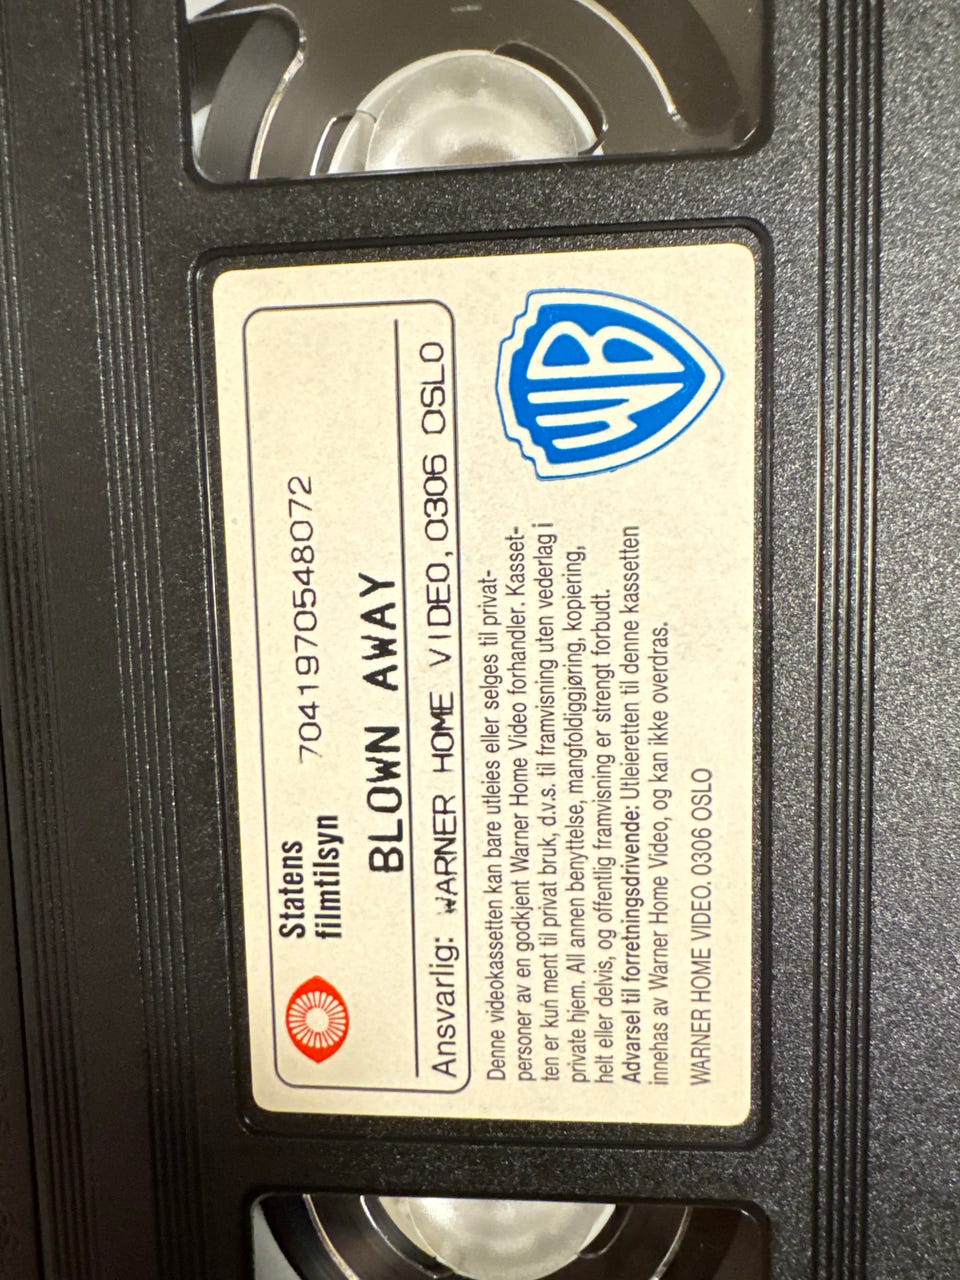 Statens
filmtilsyn
7041970548072
BLOWN AWAY
Ansvarlig: WARNER HOME VIDEO, 0306 OSLO
Denne videokassetten kan bare utleies eller selges til privat-
personer av en godkjent Warner Home Video forhandler. Kasset-
ten er kun ment til privat bruk, d.v.s. til framvisning uten vederlag i
private hjem. All annen benyttelse, mangfoldiggjøring, kopiering,
helt eller delvis, og offentlig framvisning er strengt forbudt.
Advarsel til forretningsdrivende: Utleieretten til denne kassetten
innehas av Warner Home Video, og kan ikke overdras.
WARNER HOME VIDEO. 0306 OSLO
WB